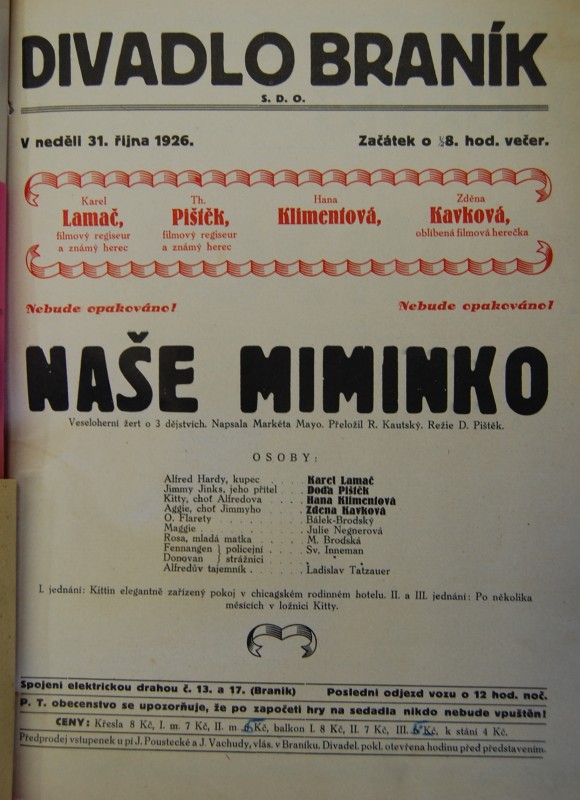 DIVADLO BRANÍK
S. D. O.
V neděli 31. října 1926. Začátek o ½8. hod. večer.
Karel Th. Hana Zděna
Lamač, Pištěk, Klimentová, Kavková,
filmový regiseur filmový regiseur oblíbená filmová herečka
a známý herec a známý herec
Nebude opakováno! Nebude opakováno!
NAŠE MIMINKO
Veseloherní žert o 3 dějstvích. Napsala Markéta Mayo. Přeložil R. Kautský. Režie D. Pištěk.
OSOBY:
Alfred Hardy, kupec . . . Karel Lamač
Jimmy Jinks, jeho přítel . . Doďa Pištěk
Kitty, choť Alfredova . . . Hana Klimentová
Aggie, choť Jimmyho . . . Zdena Kavková
O. Flarety . . . . . . Bálek-Brodský
Maggie . . . . . . . Julie Negnerová
Rosa, mladá matka . . . . M. Brodská
Fennangen } policejní . . . Sv. Inneman
Donovan } strážníci . . . "
Alfredův tajemník . . . . . Ladislav Tatzauer
I. jednání: Kittin elegantně zařízený pokoj v chicagském rodinném hotelu. II. a III. jednání: Po několika
měsících v ložnici Kitty.
Spojení elektrickou drahou č. 13. a 17. (Braník) Poslední odjezd vozu o 12 hod. noč.
P. T. obecenstvo se upozorňuje, že po započetí hry na sedadla nikdo nebude vpuštěn!
CENY: Křesla 8 Kč, I. m. 7 Kč, II. m. 6 Kč, balkon I. 8 Kč, II. 7 Kč, III. 6 Kč, k stání 4 Kč.
Předprodej vstupenek u pí J. Poustecké a J. Vachudy, vlás. v Braníku. Divadel. pokl. otevřena hodinu před představením.